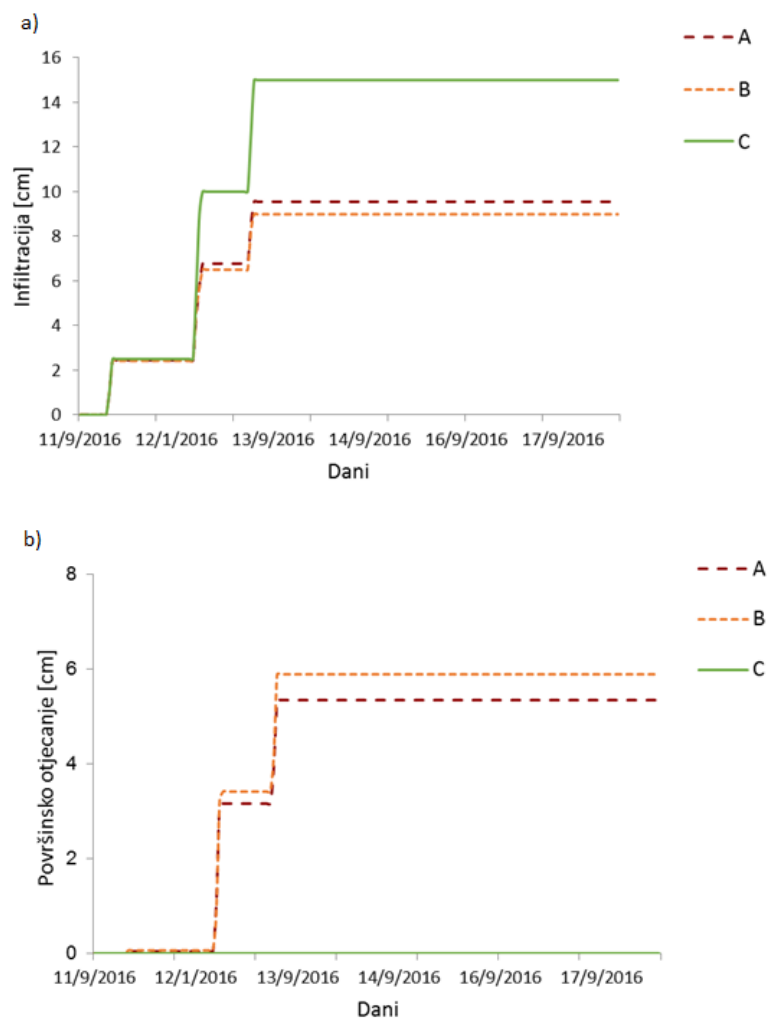 a)
16
14
12
10
8
6
4
2
0
Infiltracija [cm]
11/9/2016 12/1/2016 13/9/2016 14/9/2016 16/9/2016 17/9/2016
Dani
A
B
C
b)
8
6
4
2
0
Površinsko otjecanje [cm]
11/9/2016 12/1/2016 13/9/2016 14/9/2016 16/9/2016 17/9/2016
Dani
A
B
C